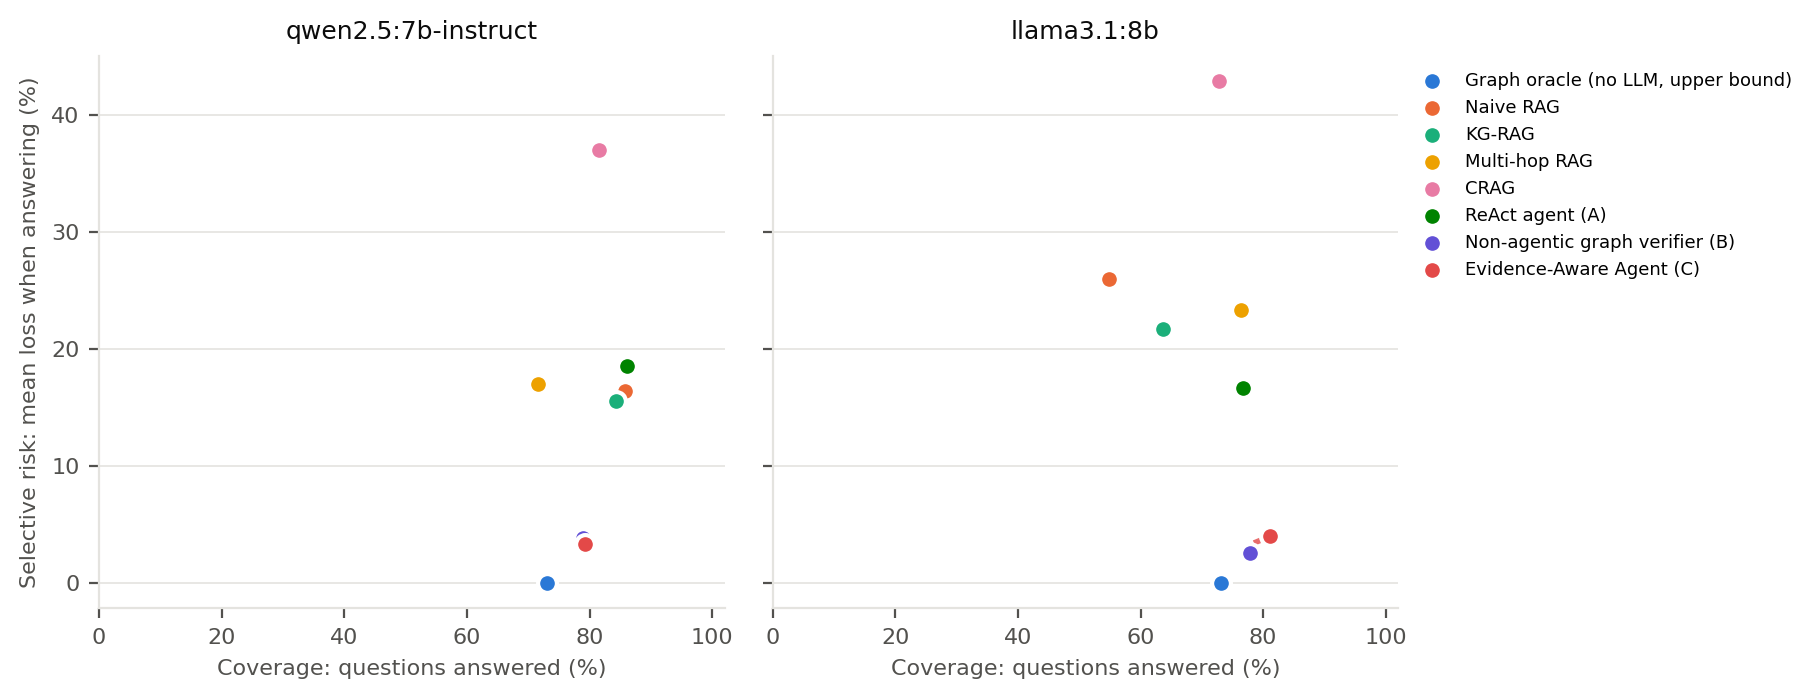 qwen2.5:7b-instruct
llama3.1:8b
Selective risk: mean loss when answering (%)
40
30
20
10
0
0
20
40
60
80
100
0
20
40
60
80
100
Coverage: questions answered (%)
Coverage: questions answered (%)
Graph oracle (no LLM, upper bound)
Naive RAG
KG-RAG
Multi-hop RAG
CRAG
ReAct agent (A)
Non-agentic graph verifier (B)
Evidence-Aware Agent (C)